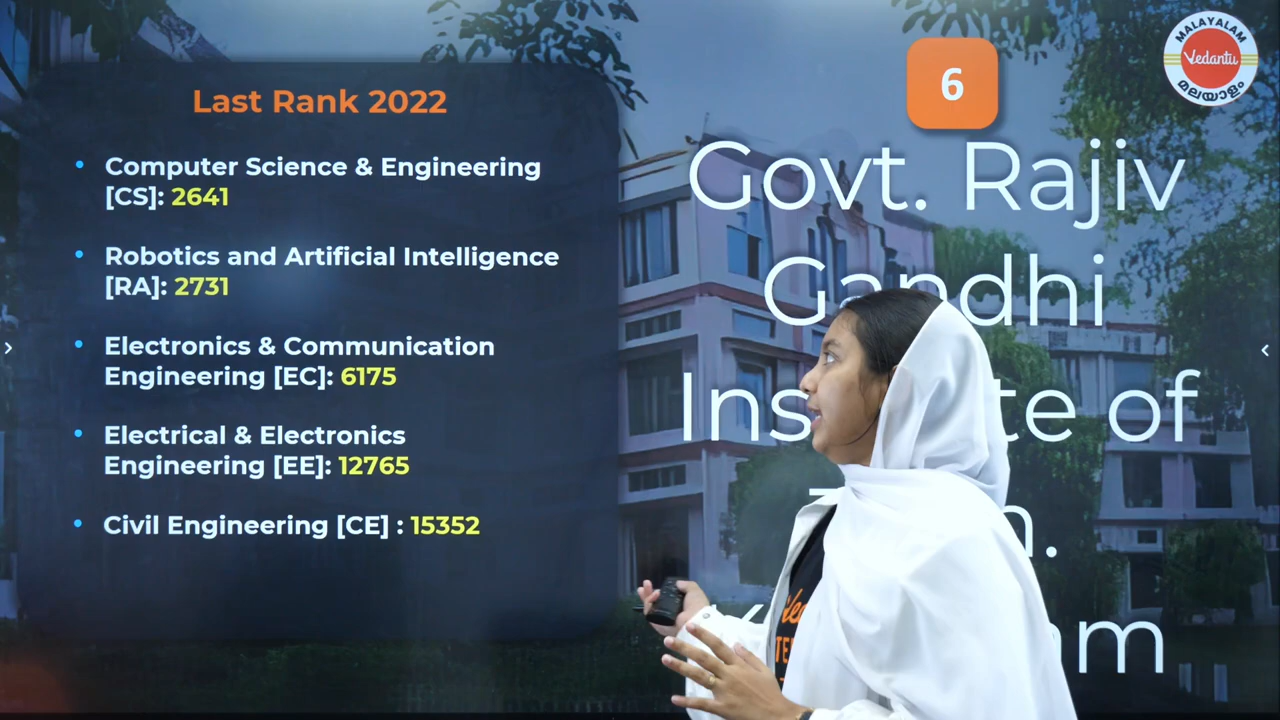 Last Rank 2022
• Computer Science & Engineering
[CS]: 2641
• Robotics and Artificial Intelligence
[RA]: 2731
• Electronics & Communication
Engineering [EC]: 6175
• Electrical & Electronics
Engineering [EE]: 12765
• Civil Engineering [CE] : 15352
6
Govt. Rajiv
Gandhi
of
MALAYALAM
Vedantu
മലയാളം